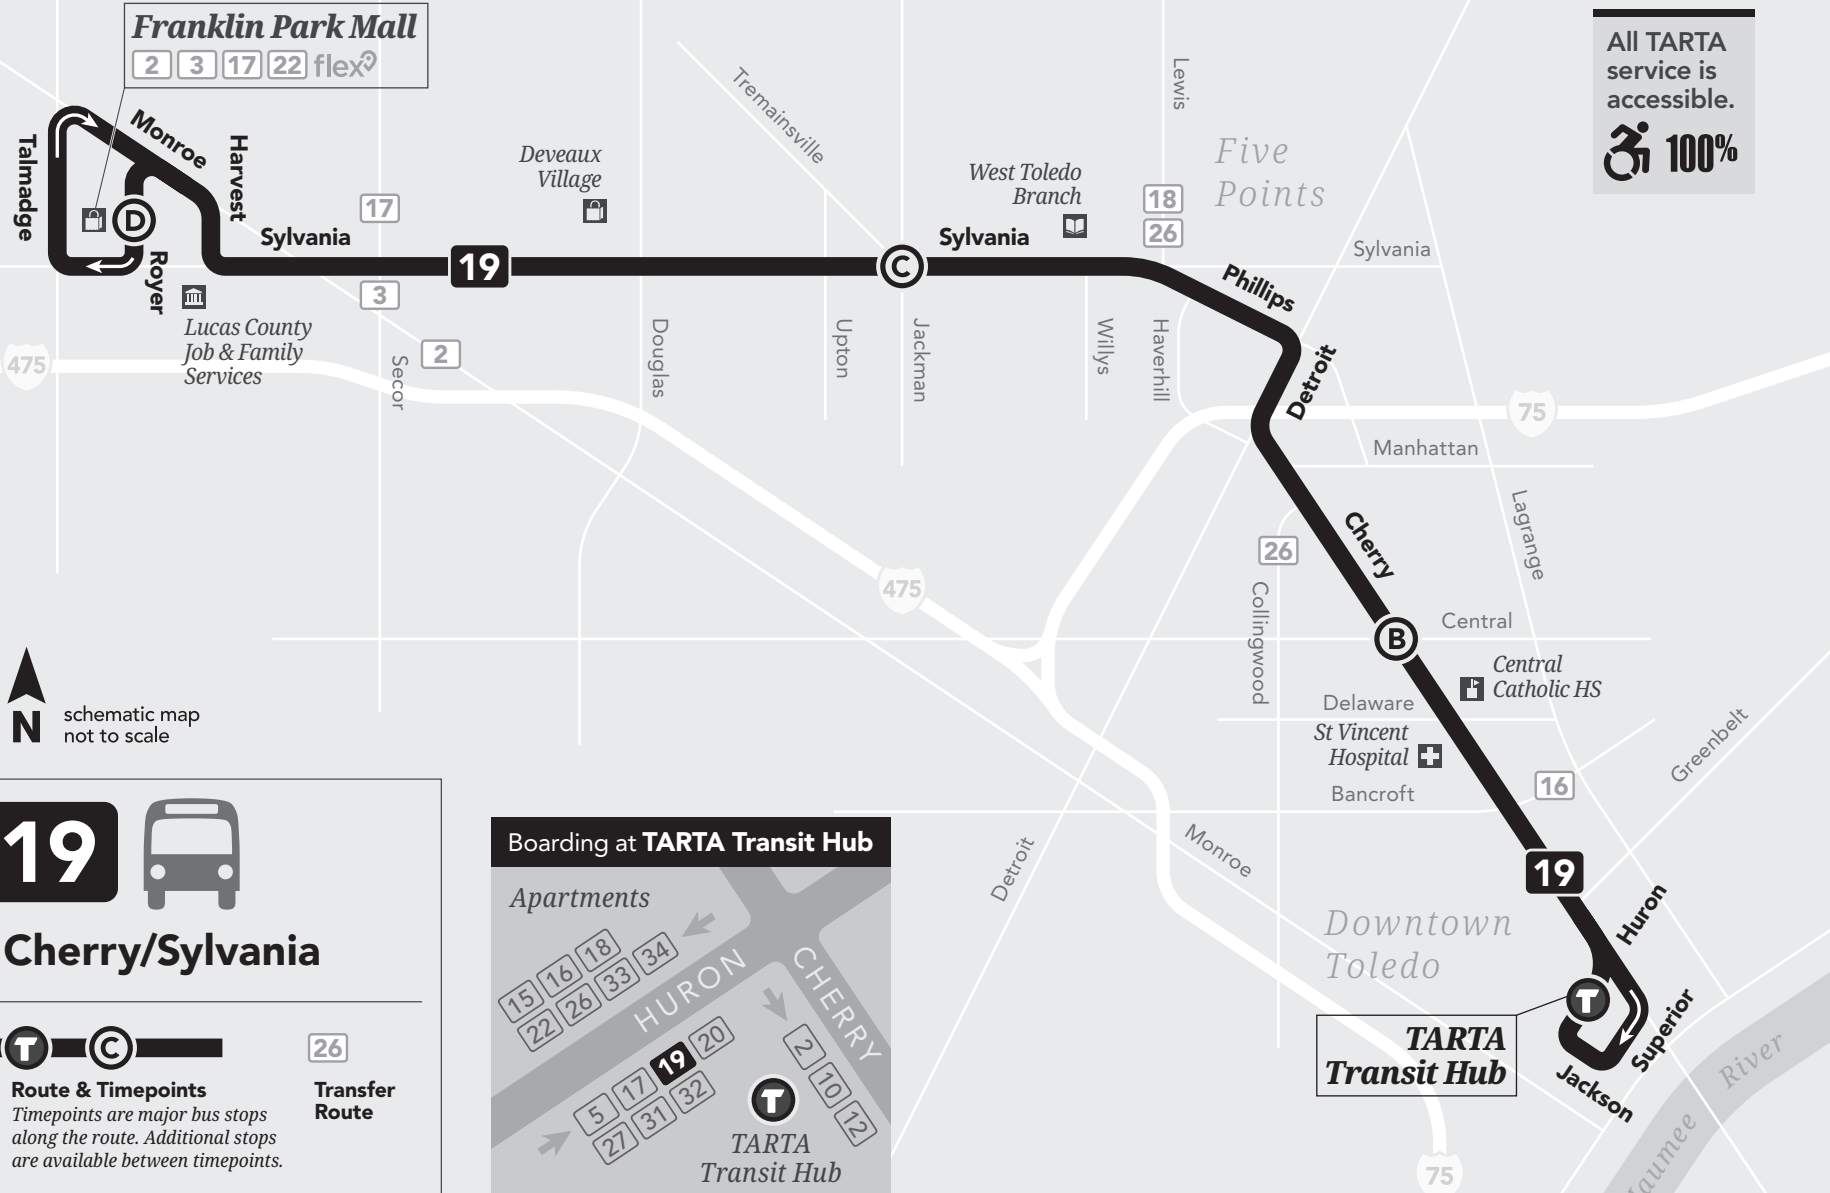 Franklin Park Mall
2 3 17 22 flex
Talmadge
Monroe
Harvest
D
Royer
Sylvania
17
3
19
Lucas County
Job & Family
Services
475
Secor
2
Deveaux
Village
Tremainsville
Douglas
Upton
Jackman
C
Sylvania
West Toledo
Branch
Lewis
18
26
Five
Points
Willys
Haverhill
Phillips
Sylvania
Detroit
75
Manhattan
Lagrange
Cherry
26
Collingwood
475
B
Central
Central
Catholic HS
Delaware
St Vincent
Hospital
Bancroft
16
Greenbelt
Monroe
Detroit
19
Huron
Downtown
Toledo
T
TARTA
Transit Hub
Superior
Jackson
River
75
All TARTA
service is
accessible.
100%
N
schematic map
not to scale
19
Cherry/Sylvania
T C
Route & Timepoints
Timepoints are major bus stops
along the route. Additional stops
are available between timepoints.
26
Transfer
Route
Boarding at TARTA Transit Hub
Apartments
15 16 18
22 26 33 34
HURON
CHERRY
5 17 19 20
27 31 32
2
10
12
T
TARTA
Transit Hub